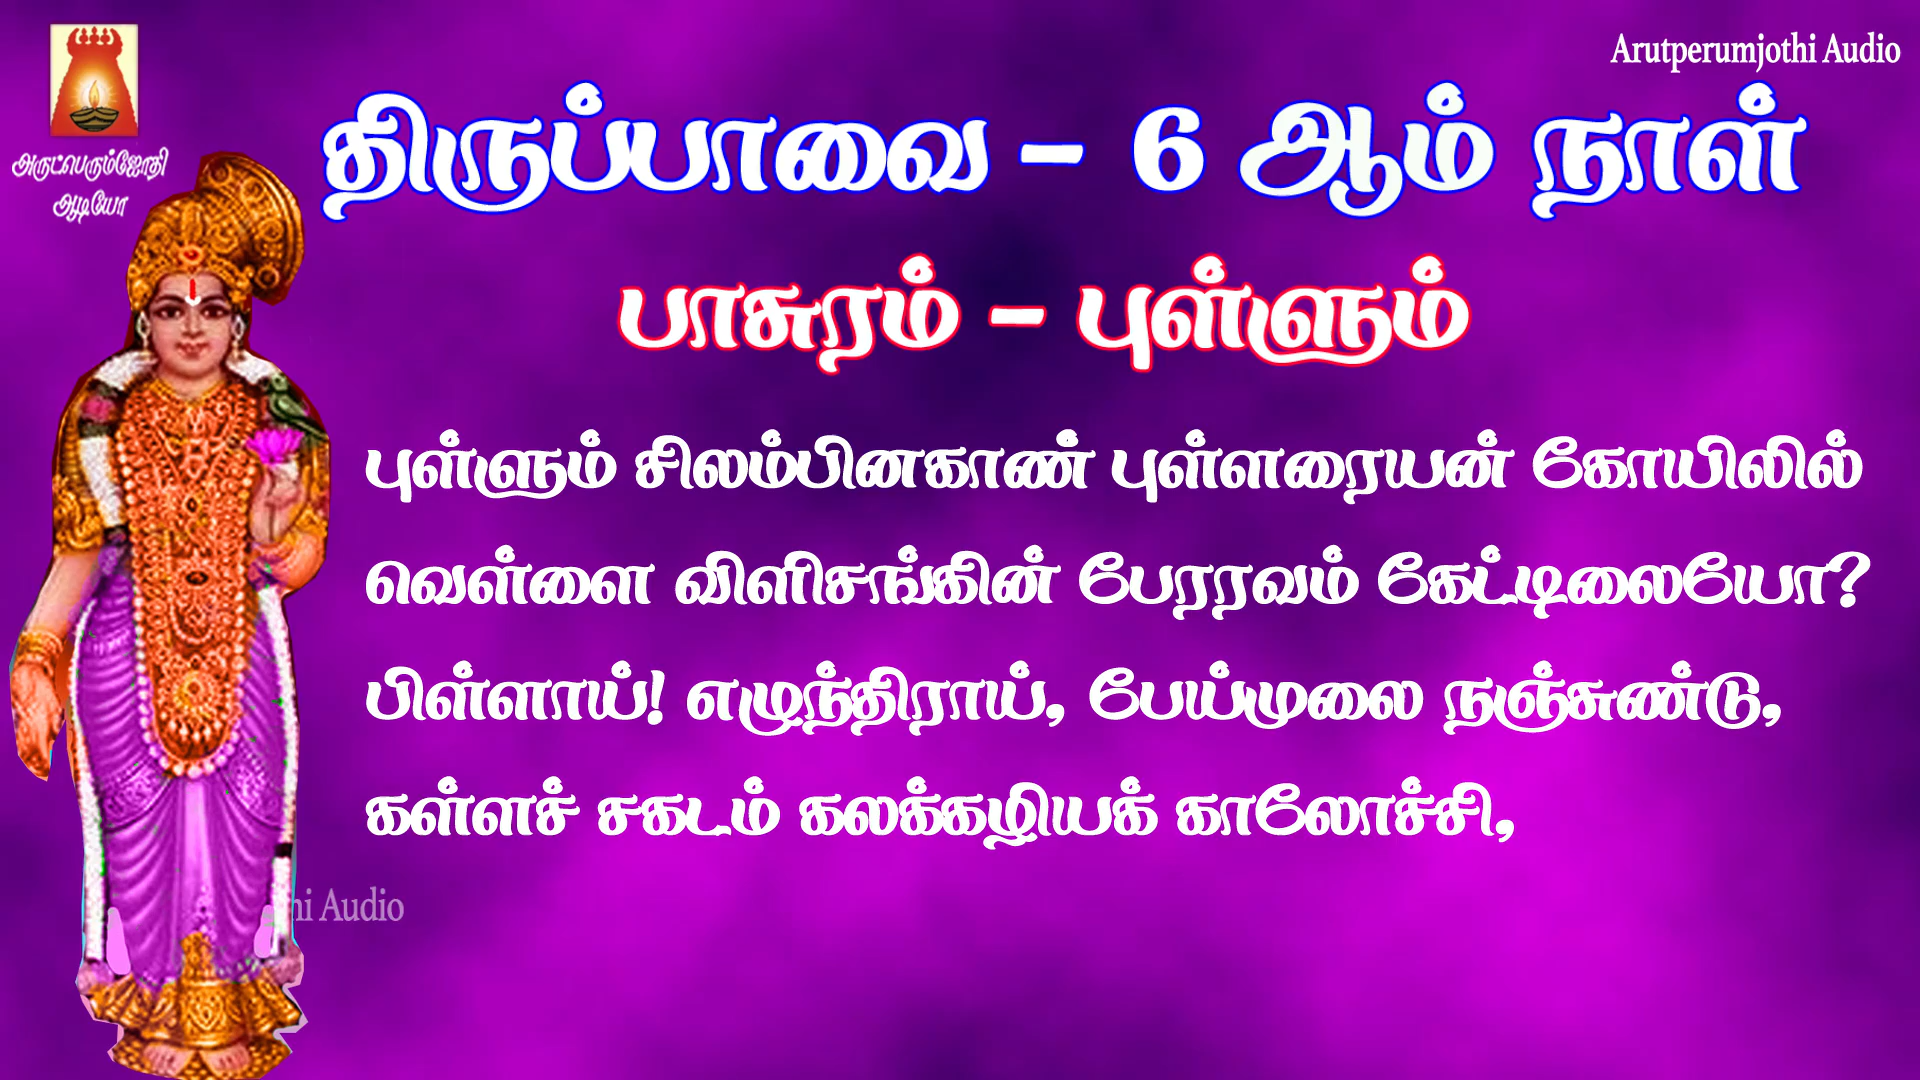 Arutperumjothi Audio
அருட்பெரும்ஜோதி
ஆடியோ
திருப்பாவை – 6 ஆம் நாள்
பாசுரம் – புள்ளும்
புள்ளும் சிலம்பினகாண் புள்ளரையன் கோயிலில்
வெள்ளை விளிசங்கின் பேரரவம் கேட்டிலையோ?
பிள்ளாய்! எழுந்திராய், பேய்முலை நஞ்சுண்டு,
கள்ளச் சகடம் கலக்கழியக் காலோச்சி,
hi Audio